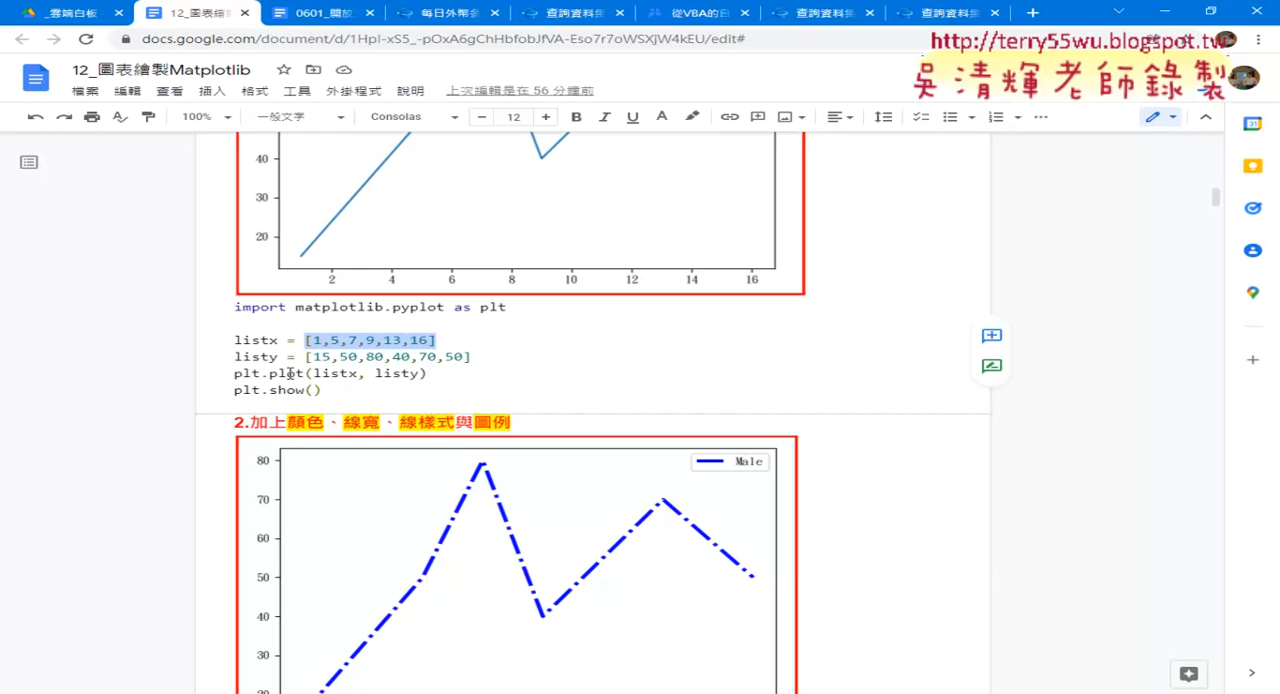 _雲端白板
12_圖表繪
0601_開放
每日外幣參
查詢資料集
從VBA的白
查詢資料集
查詢資料集
docs.google.com/document/d/1HpI-xS5_-pOxA6gChHbfobJfVA-Eso7r7oWSXjW4kEU/edit#
http://terry55wu.blogspot.tw
吳清輝老師錄製
12_圖表繪製Matplotlib
檔案 編輯 查看 插入 格式 工具 外掛程式 說明 上次編輯是在 56 分鐘前
100% 一般文字 Consolas 12 B I U A
40
30
20
2 4 6 8 10 12 14 16
import matplotlib.pyplot as plt
listx = [1,5,7,9,13,16]
listy = [15,50,80,40,70,50]
plt.plot(listx, listy)
plt.show()
2.加上顏色、線寬、線樣式與圖例
80
Male
70
60
50
40
30
20